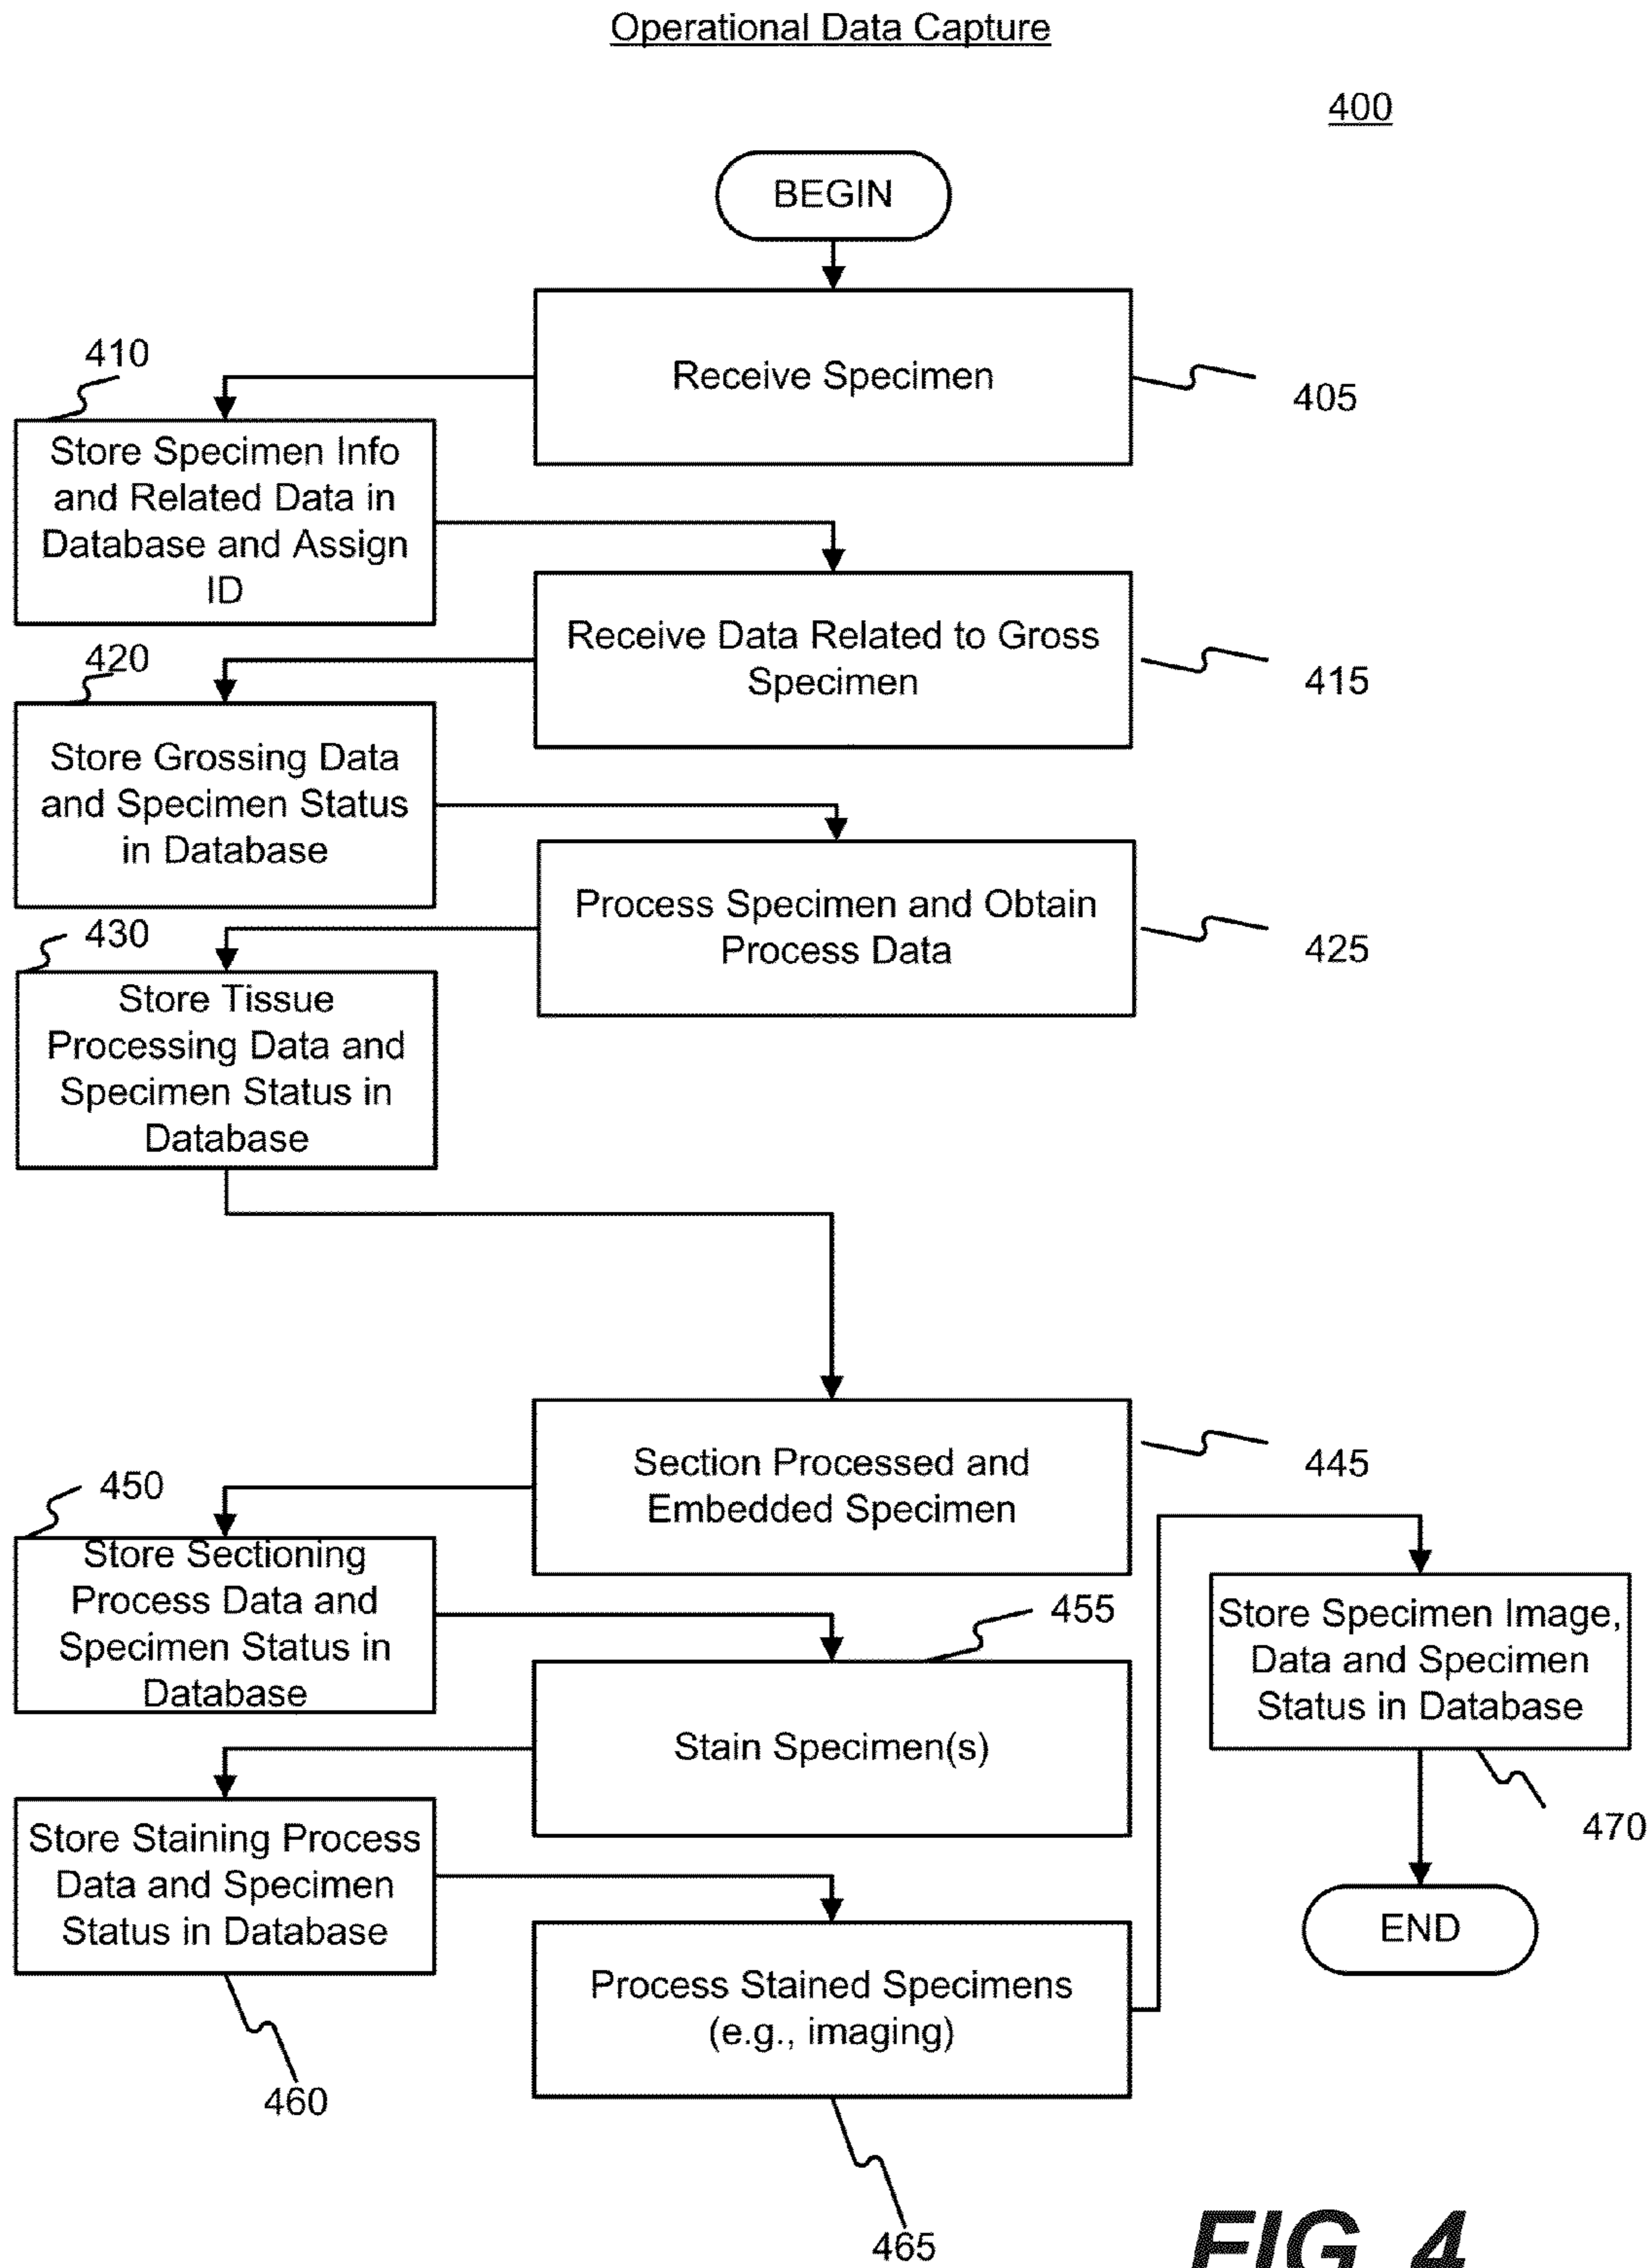 Operational Data Capture
400
BEGIN
Receive Specimen
405
410
Store Specimen Info
and Related Data in
Database and Assign
ID
Receive Data Related to Gross
Specimen
415
420
Store Grossing Data
and Specimen Status
in Database
Process Specimen and Obtain
Process Data
425
430
Store Tissue
Processing Data and
Specimen Status in
Database
Section Processed and
Embedded Specimen
445
450
Store Sectioning
Process Data and
Specimen Status in
Database
455
Stain Specimen(s)
Store Staining Process
Data and Specimen
Status in Database
460
Process Stained Specimens
(e.g., imaging)
465
Store Specimen Image,
Data and Specimen
Status in Database
470
END
FIG. 4